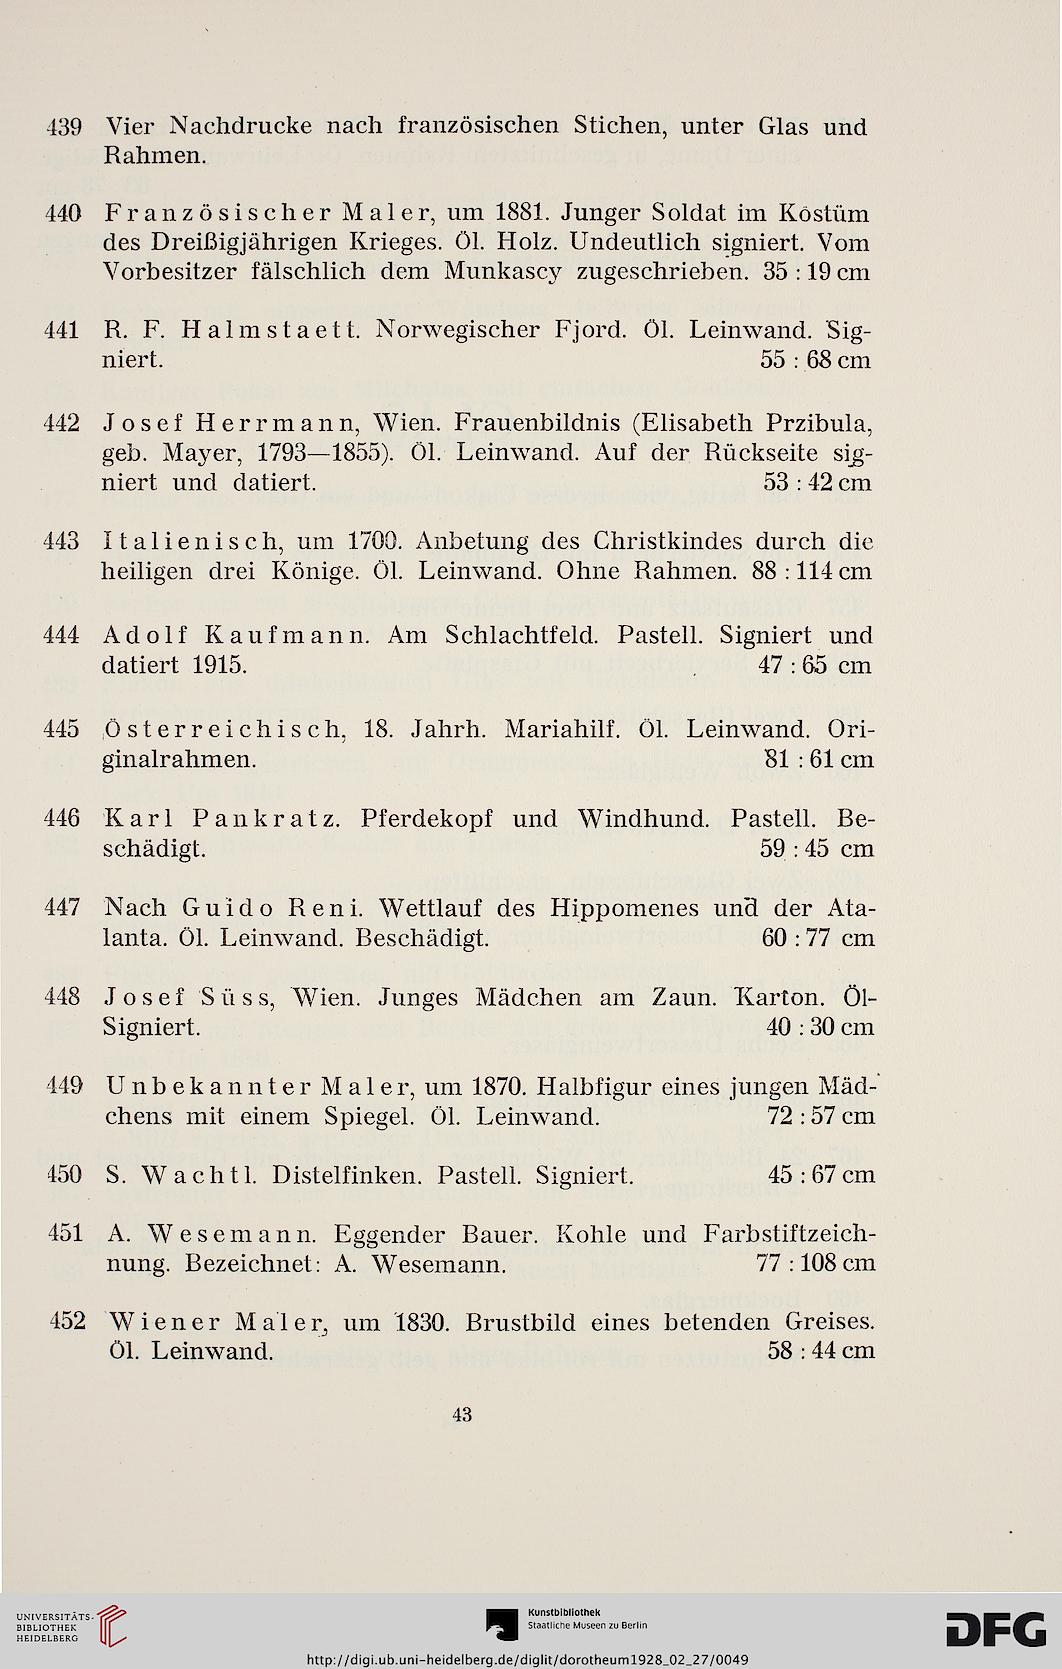 439 Vier Nachdrucke nach französischen Stichen, unter Glas und
Rahmen.
440 Französischer Maler, um 1881. Junger Soldat im Kostüm
des Dreißigjährigen Krieges. Öl. Holz. Undeutlich signiert. Vom
Vorbesitzer fälschlich dem Munkascy zugeschrieben. 35 : 19 cm
441 R. F. Halmstaett. Norwegischer Fjord. Öl. Leinwand. Sig-
niert. 55 : 68 cm
442 Josef Herrmann, Wien. Frauenbildnis (Elisabeth Przibula,
geb. Mayer, 1793—1855). Öl. Leinwand. Auf der Rückseite sig-
niert und datiert. 53 : 42 cm
443 Italienisch, um 1700. Anbetung des Christkindes durch die
heiligen drei Könige. Öl. Leinwand. Ohne Rahmen. 88 : 114 cm
444 Adolf Kaufmann. Am Schlachtfeld. Pastell. Signiert und
datiert 1915. 47 : 65 cm
445 Österreichisch, 18. Jahrh. Mariahilf. Öl. Leinwand. Ori-
ginalrahmen. 81 : 61 cm
446 Karl Pankratz. Pferdekopf und Windhund. Pastell. Be-
schädigt. 59 : 45 cm
447 Nach Guido Reni. Wettlauf des Hippomenes und der Ata-
lanta. Öl. Leinwand. Beschädigt. 60 : 77 cm
448 Josef Süss, Wien. Junges Mädchen am Zaun. Karton. Öl-
Signiert. 40 : 30 cm
449 Unbekannter Maler, um 1870. Halbfigur eines jungen Mäd-
chens mit einem Spiegel. Öl. Leinwand. 72 : 57 cm
450 S. Wachtl. Distelfinken. Pastell. Signiert. 45 : 67 cm
451 A. Wesemann. Eggender Bauer. Kohle und Farbstiftzeich-
nung. Bezeichnet: A. Wesemann. 77 : 108 cm
452 Wiener Maler, um 1830. Brustbild eines betenden Greises.
Öl. Leinwand. 58 : 44 cm
43
UNIVERSITÄTS-
BIBLIOTHEK
HEIDELBERG
Kunstbibliothek
Staatliche Museen zu Berlin
DFG
http://digi.ub.uni-heidelberg.de/diglit/dorotheum1928_02_27/0049